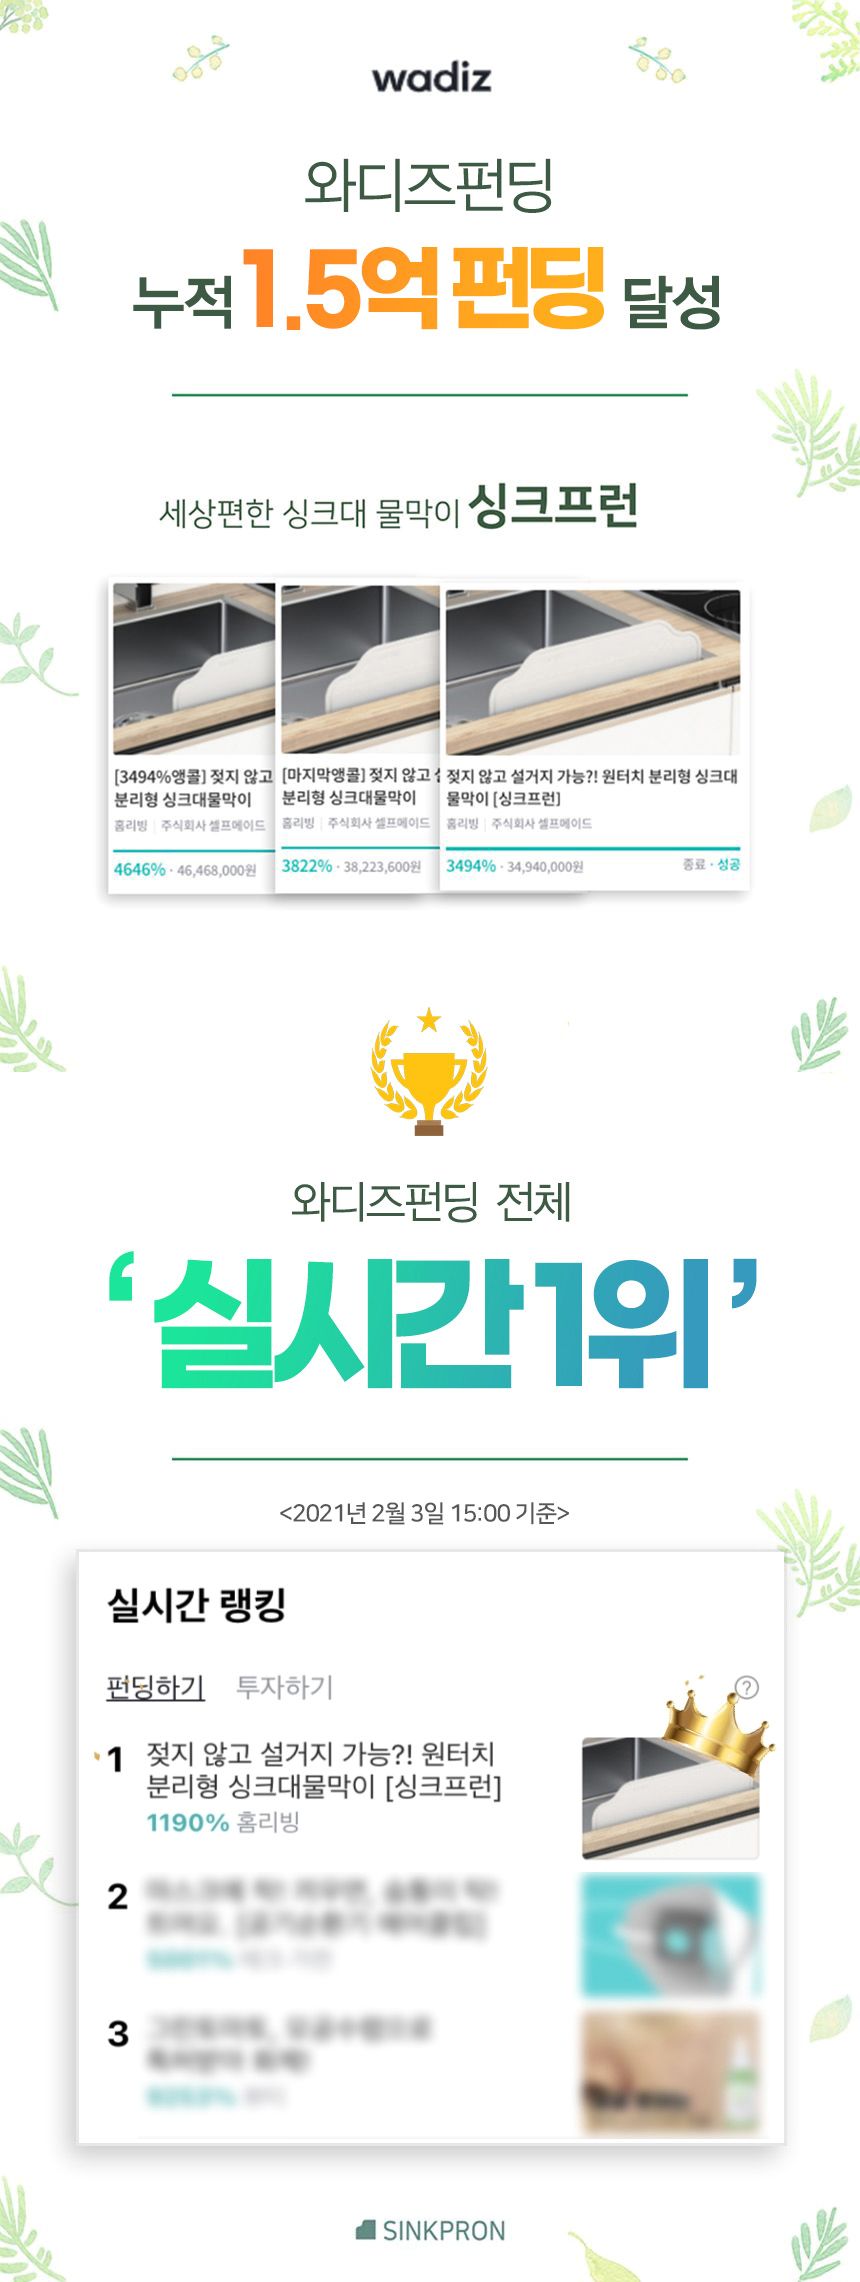 wadiz
와디즈펀딩
누적 1.5억 펀딩 달성
세상편한 싱크대 물막이 싱크프런
[3494%앵콜] 젖지 않고
분리형 싱크대물막이
홈리빙 | 주식회사 셀프메이드
4646% · 46,468,000원
[마지막앵콜] 젖지 않고
분리형 싱크대물막이
홈리빙 | 주식회사 셀프메이드
3822% · 38,223,600원
젖지 않고 설거지 가능?! 원터치 분리형 싱크대
물막이 [싱크프런]
홈리빙 | 주식회사 셀프메이드
3494% · 34,940,000원 종료 · 성공
와디즈펀딩 전체
‘실시간 1위’
<2021년 2월 3일 15:00 기준>
실시간 랭킹
펀딩하기 투자하기 ?
1 젖지 않고 설거지 가능?! 원터치
분리형 싱크대물막이 [싱크프런]
1190% 홈리빙
2
3
SINKPRON